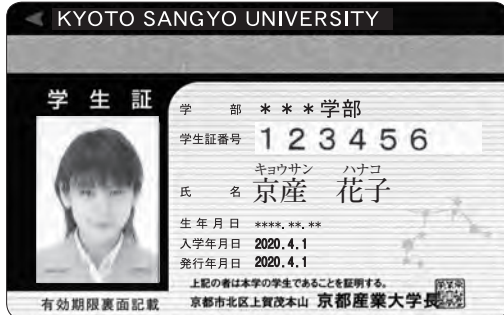 KYOTO SANGYO UNIVERSITY
学生証
学部 ＊＊＊学部
学生証番号 123456
キョウサン ハナコ
氏名 京産 花子
生年月日 ****.**.**
入学年月日 2020.4.1
発行年月日 2020.4.1
上記の者は本学の学生であることを証明する。
京都市北区上賀茂本山 京都産業大学長
有効期限裏面記載